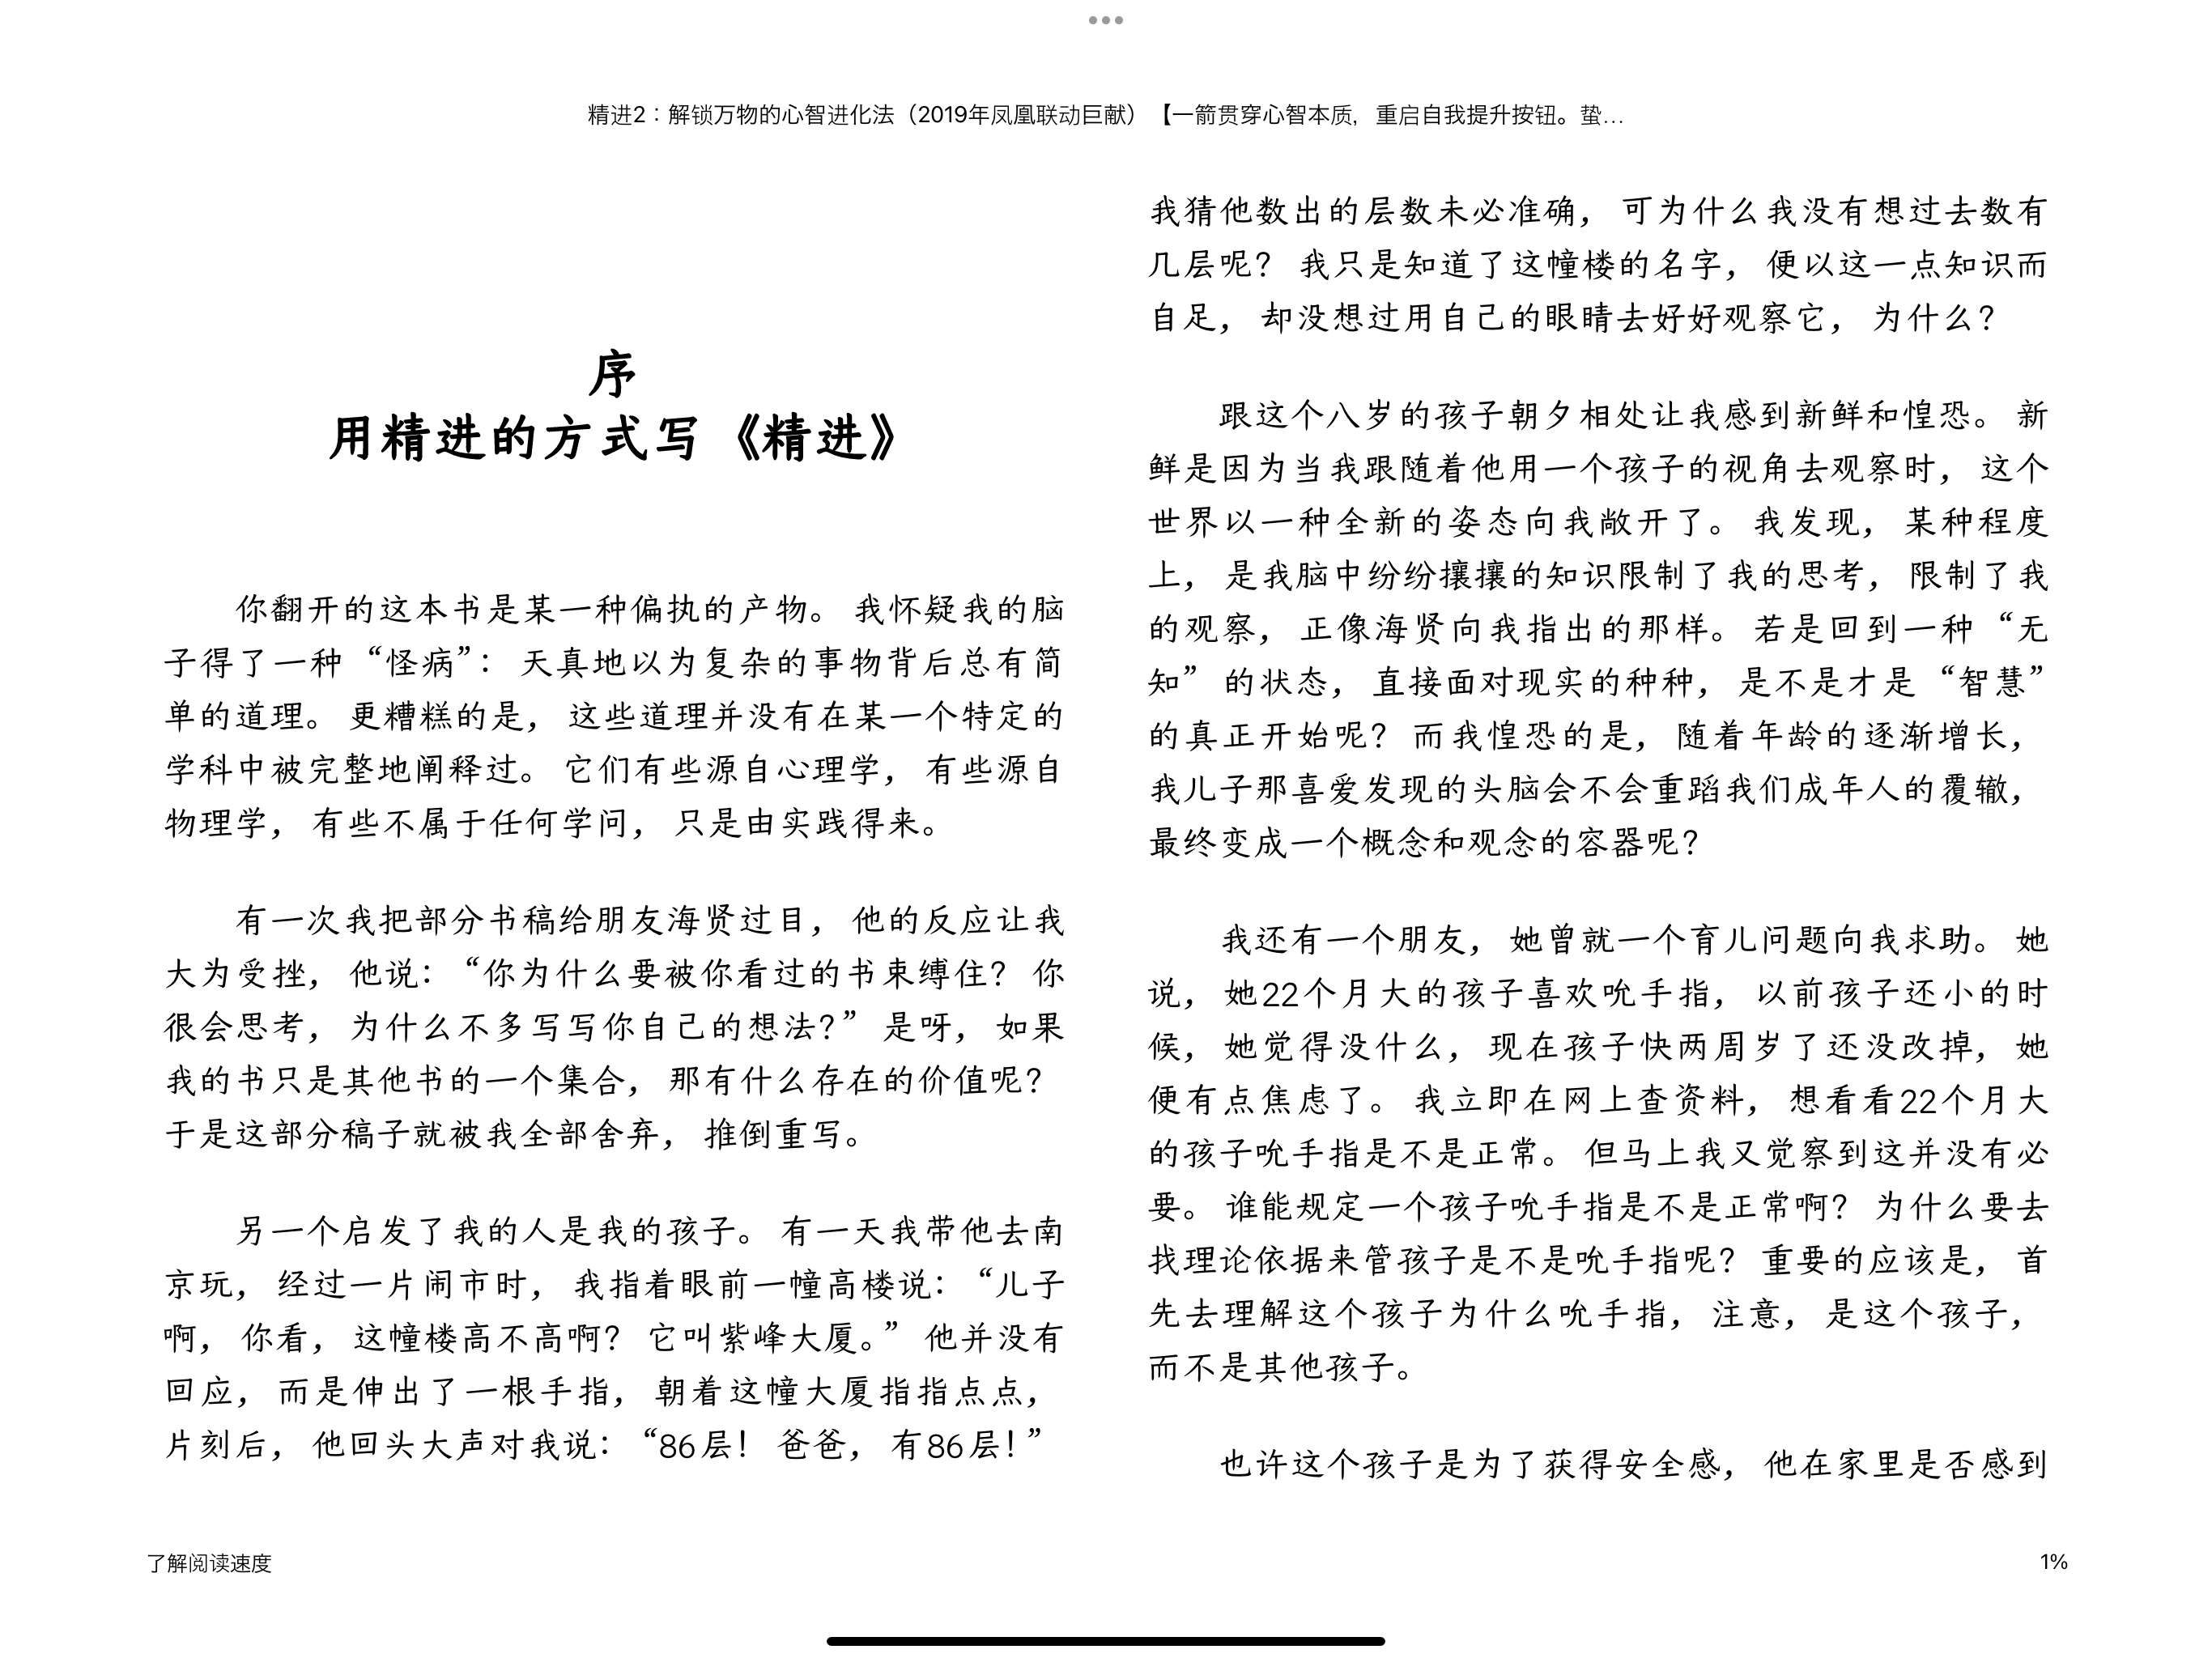 精进2：解锁万物的心智进化法（2019年凤凰联动巨献）【一箭贯穿心智本质，重启自我提升按钮。蛰…
序
用精进的方式写《精进》
你翻开的这本书是某一种偏执的产物。我怀疑我的脑
子得了一种“怪病”：天真地以为复杂的事物背后总有简
单的道理。更糟糕的是，这些道理并没有在某一个特定的
学科中被完整地阐释过。它们有些源自心理学，有些源自
物理学，有些不属于任何学问，只是由实践得来。
有一次我把部分书稿给朋友海贤过目，他的反应让我
大为受挫，他说：“你为什么要被你看过的书束缚住？你
很会思考，为什么不多写写你自己的想法？”是呀，如果
我的书只是其他书的一个集合，那有什么存在的价值呢？
于是这部分稿子就被我全部舍弃，推倒重写。
另一个启发了我的人是我的孩子。有一天我带他去南
京玩，经过一片闹市时，我指着眼前一幢高楼说：“儿子
啊，你看，这幢楼高不高啊？它叫紫峰大厦。”他并没有
回应，而是伸出了一根手指，朝着这幢大厦指指点点，
片刻后，他回头大声对我说：“86层！爸爸，有86层！”
我猜他数出的层数未必准确，可为什么我没有想过去数有
几层呢？我只是知道了这幢楼的名字，便以这一点知识而
自足，却没想过用自己的眼睛去好好观察它，为什么？
跟这个八岁的孩子朝夕相处让我感到新鲜和惶恐。新
鲜是因为当我跟随着他用一个孩子的视角去观察时，这个
世界以一种全新的姿态向我敞开了。我发现，某种程度
上，是我脑中纷纷攘攘的知识限制了我的思考，限制了我
的观察，正像海贤向我指出的那样。若是回到一种“无
知”的状态，直接面对现实的种种，是不是才是“智慧”
的真正开始呢？而我惶恐的是，随着年龄的逐渐增长，
我儿子那喜爱发现的头脑会不会重蹈我们成年人的覆辙，
最终变成一个概念和观念的容器呢？
我还有一个朋友，她曾就一个育儿问题向我求助。她
说，她22个月大的孩子喜欢吮手指，以前孩子还小的时
候，她觉得没什么，现在孩子快两周岁了还没改掉，她
便有点焦虑了。我立即在网上查资料，想看看22个月大
的孩子吮手指是不是正常。但马上我又觉察到这并没有必
要。谁能规定一个孩子吮手指是不是正常啊？为什么要去
找理论依据来管孩子是不是吮手指呢？重要的应该是，首
先去理解这个孩子为什么吮手指，注意，是这个孩子，
而不是其他孩子。
也许这个孩子是为了获得安全感，他在家里是否感到
了解阅读速度
1%